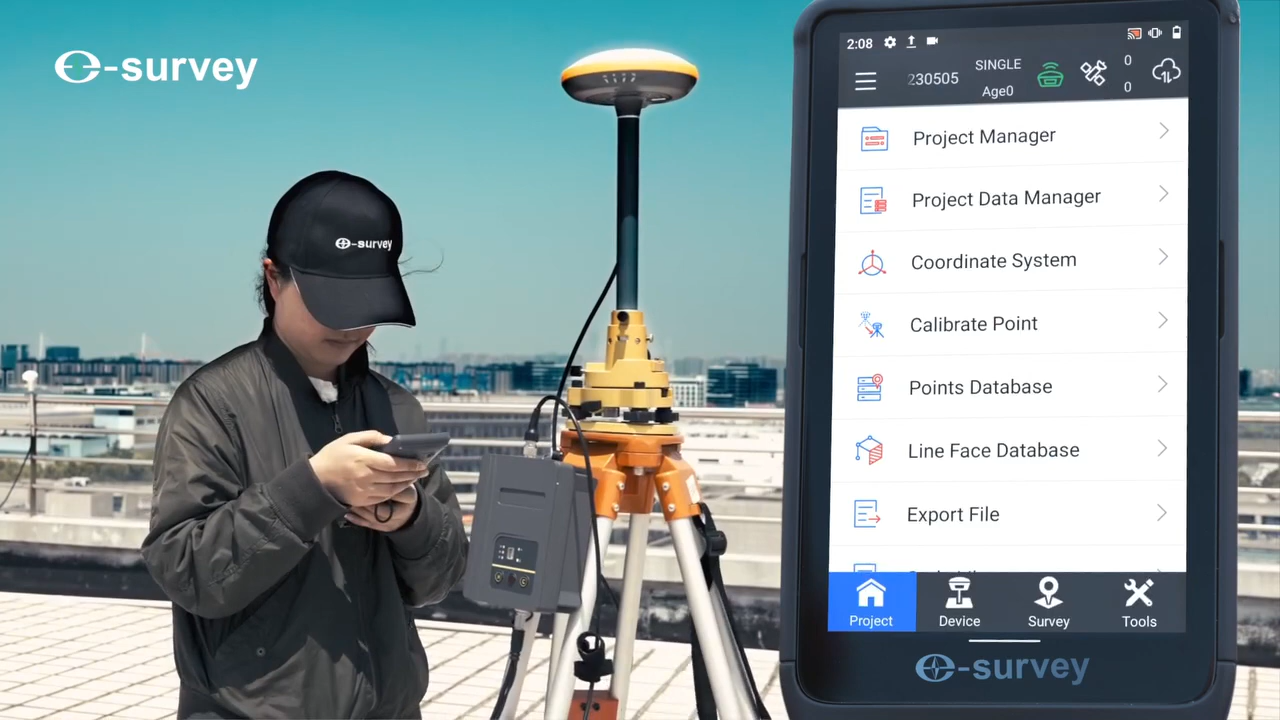 e-survey
e-survey
2:08
230505
SINGLE
Age0
0
0
Project Manager
Project Data Manager
Coordinate System
Calibrate Point
Points Database
Line Face Database
Export File
Project
Device
Survey
Tools
e-survey